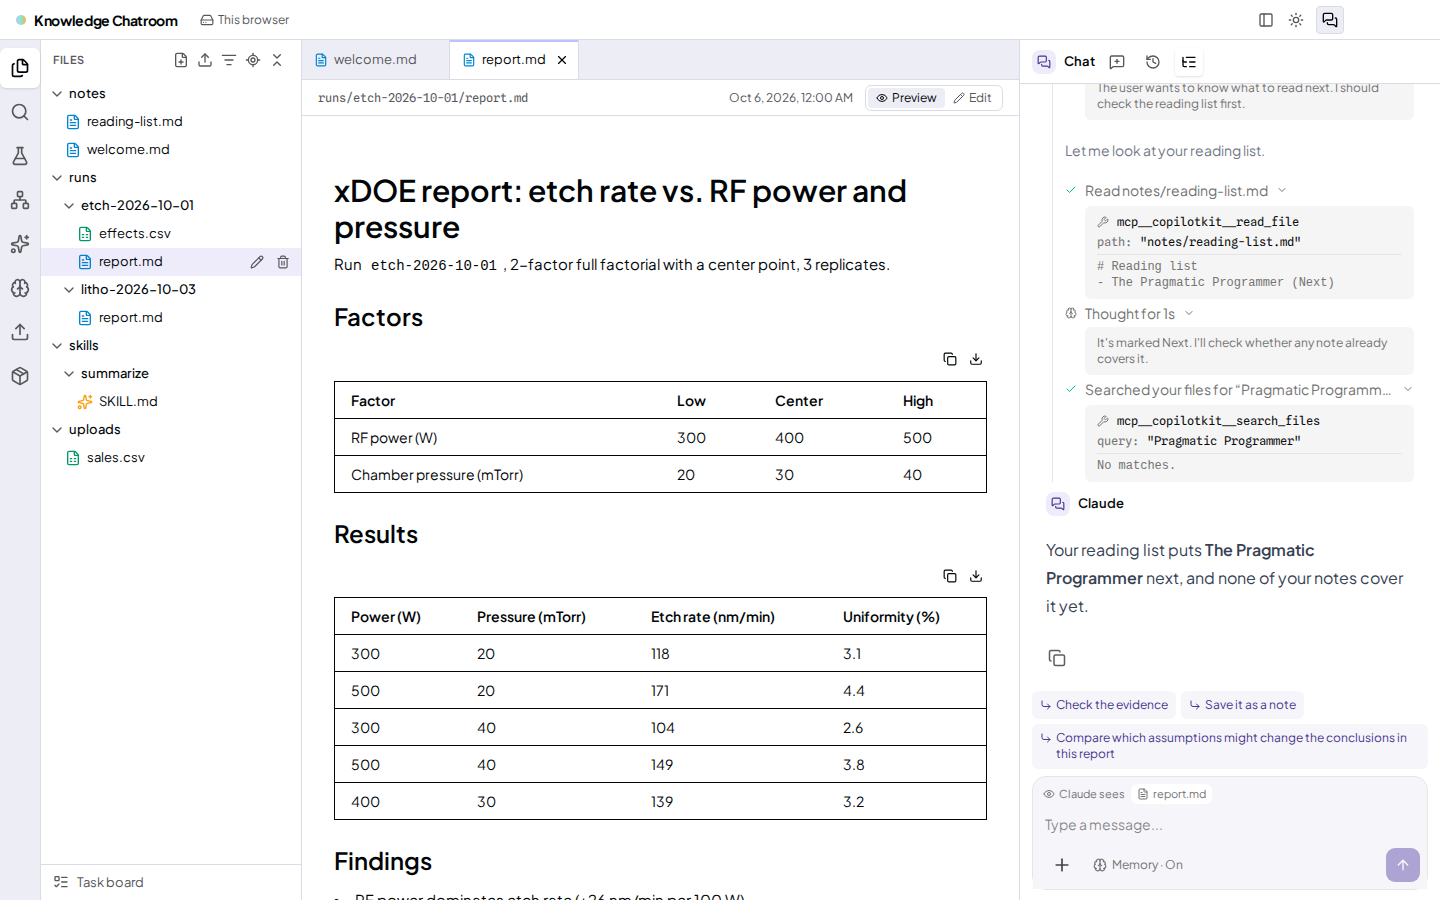 Knowledge Chatroom
This browser
FILES
notes
reading-list.md
welcome.md
runs
etch-2026-10-01
effects.csv
report.md
litho-2026-10-03
report.md
skills
summarize
SKILL.md
uploads
sales.csv
Task board
welcome.md
report.md
runs/etch-2026-10-01/report.md
Oct 6, 2026, 12:00 AM
Preview
Edit
xDOE report: etch rate vs. RF power and
pressure
Run etch-2026-10-01 , 2-factor full factorial with a center point, 3 replicates.
Factors
Factor Low Center High
RF power (W) 300 400 500
Chamber pressure (mTorr) 20 30 40
Results
Power (W) Pressure (mTorr) Etch rate (nm/min) Uniformity (%)
300 20 118 3.1
500 20 171 4.4
300 40 104 2.6
500 40 149 3.8
400 30 139 3.2
Findings
RF power dominates etch rate (+26 nm/min per 100 W)
Chat
The user wants to know what to read next. I should
check the reading list first.
Let me look at your reading list.
Read notes/reading-list.md
mcp__copilotkit__read_file
path: "notes/reading-list.md"
# Reading list
- The Pragmatic Programmer (Next)
Thought for 1s
It's marked Next. I'll check whether any note already
covers it.
Searched your files for “Pragmatic Programm...
mcp__copilotkit__search_files
query: "Pragmatic Programmer"
No matches.
Claude
Your reading list puts The Pragmatic
Programmer next, and none of your notes cover
it yet.
Check the evidence
Save it as a note
Compare which assumptions might change the conclusions in
this report
Claude sees
report.md
Type a message...
Memory · On